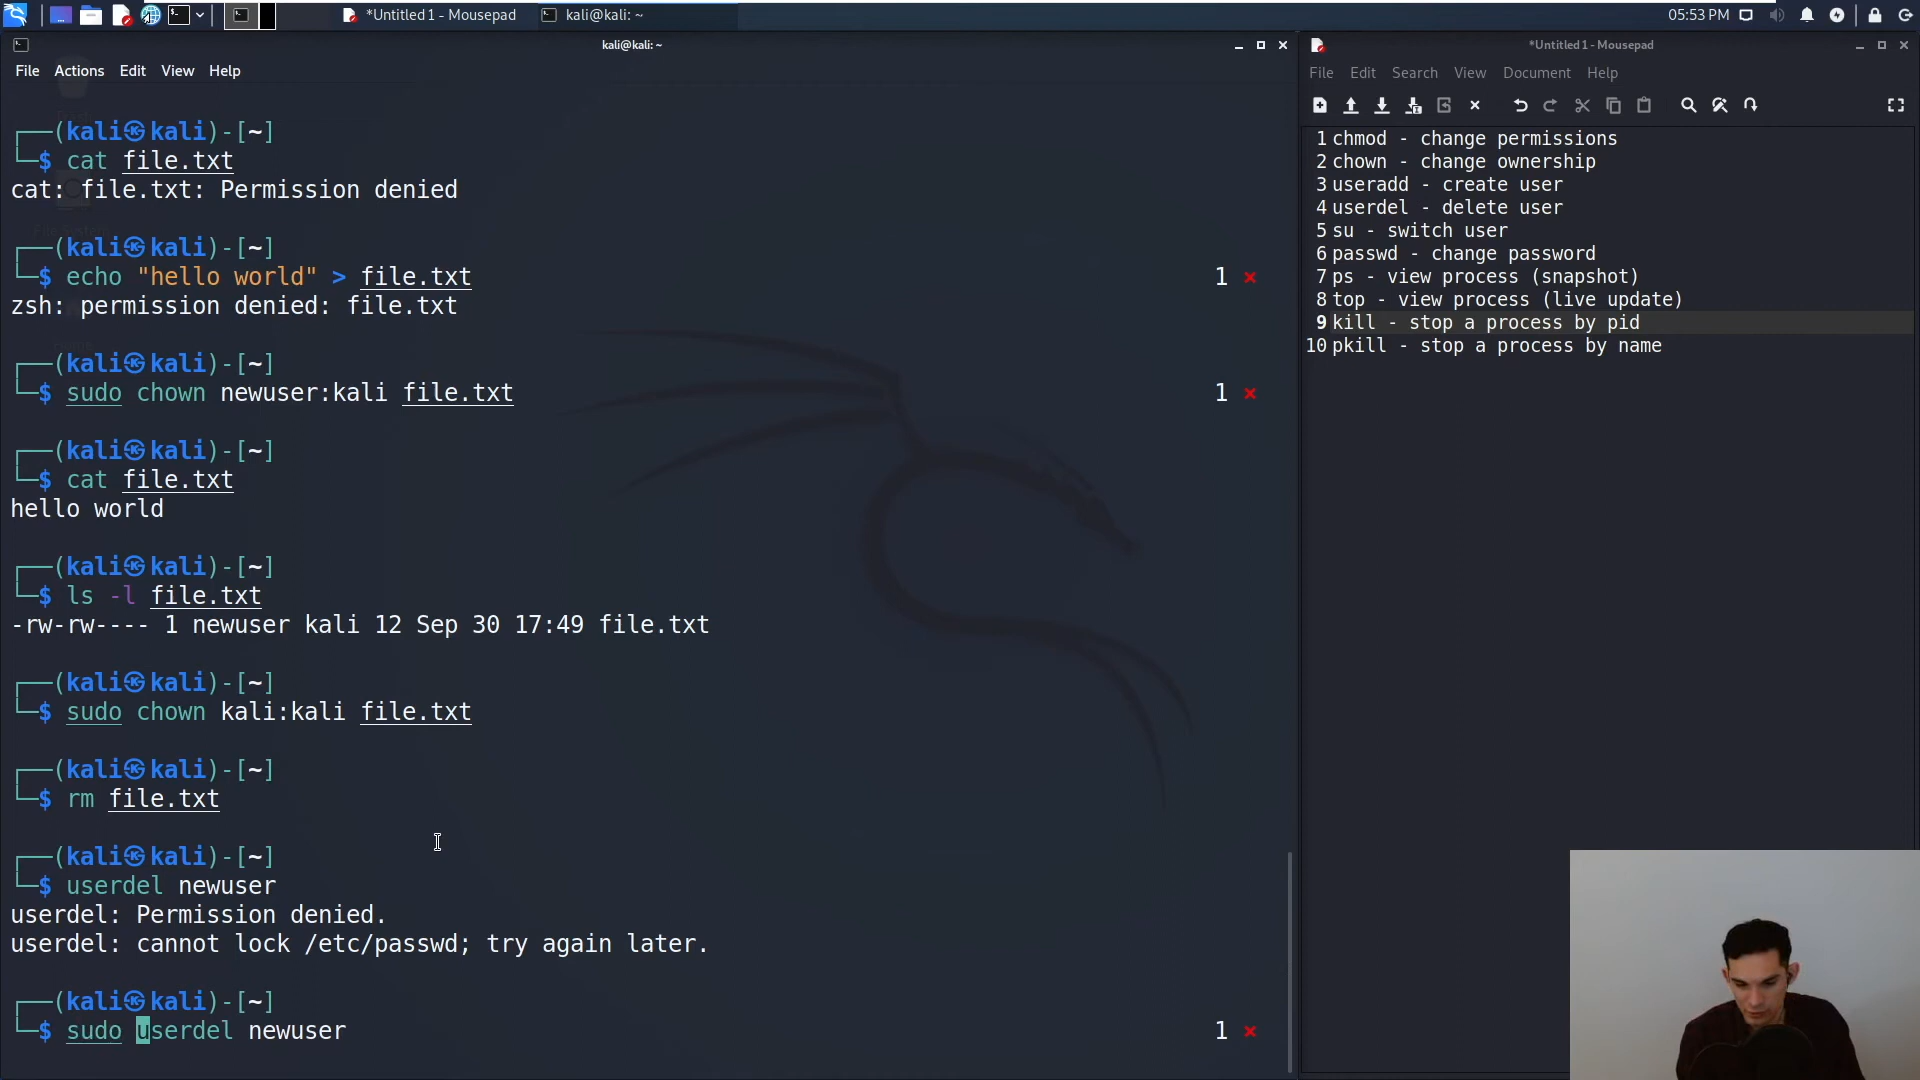 *Untitled 1 - Mousepad
kali@kali: ~
05:53 PM
kali@kali: ~
File Actions Edit View Help
┌──(kali㉿kali)-[~]
└─$ cat file.txt
cat: file.txt: Permission denied
┌──(kali㉿kali)-[~]
└─$ echo "hello world" > file.txt 1 ⨯
zsh: permission denied: file.txt
┌──(kali㉿kali)-[~]
└─$ sudo chown newuser:kali file.txt 1 ⨯
┌──(kali㉿kali)-[~]
└─$ cat file.txt
hello world
┌──(kali㉿kali)-[~]
└─$ ls -l file.txt
-rw-rw---- 1 newuser kali 12 Sep 30 17:49 file.txt
┌──(kali㉿kali)-[~]
└─$ sudo chown kali:kali file.txt
┌──(kali㉿kali)-[~]
└─$ rm file.txt
┌──(kali㉿kali)-[~]
└─$ userdel newuser
userdel: Permission denied.
userdel: cannot lock /etc/passwd; try again later.
┌──(kali㉿kali)-[~]
└─$ sudo userdel newuser 1 ⨯
*Untitled 1 - Mousepad
File Edit Search View Document Help
1 chmod - change permissions
2 chown - change ownership
3 useradd - create user
4 userdel - delete user
5 su - switch user
6 passwd - change password
7 ps - view process (snapshot)
8 top - view process (live update)
9 kill - stop a process by pid
10 pkill - stop a process by name